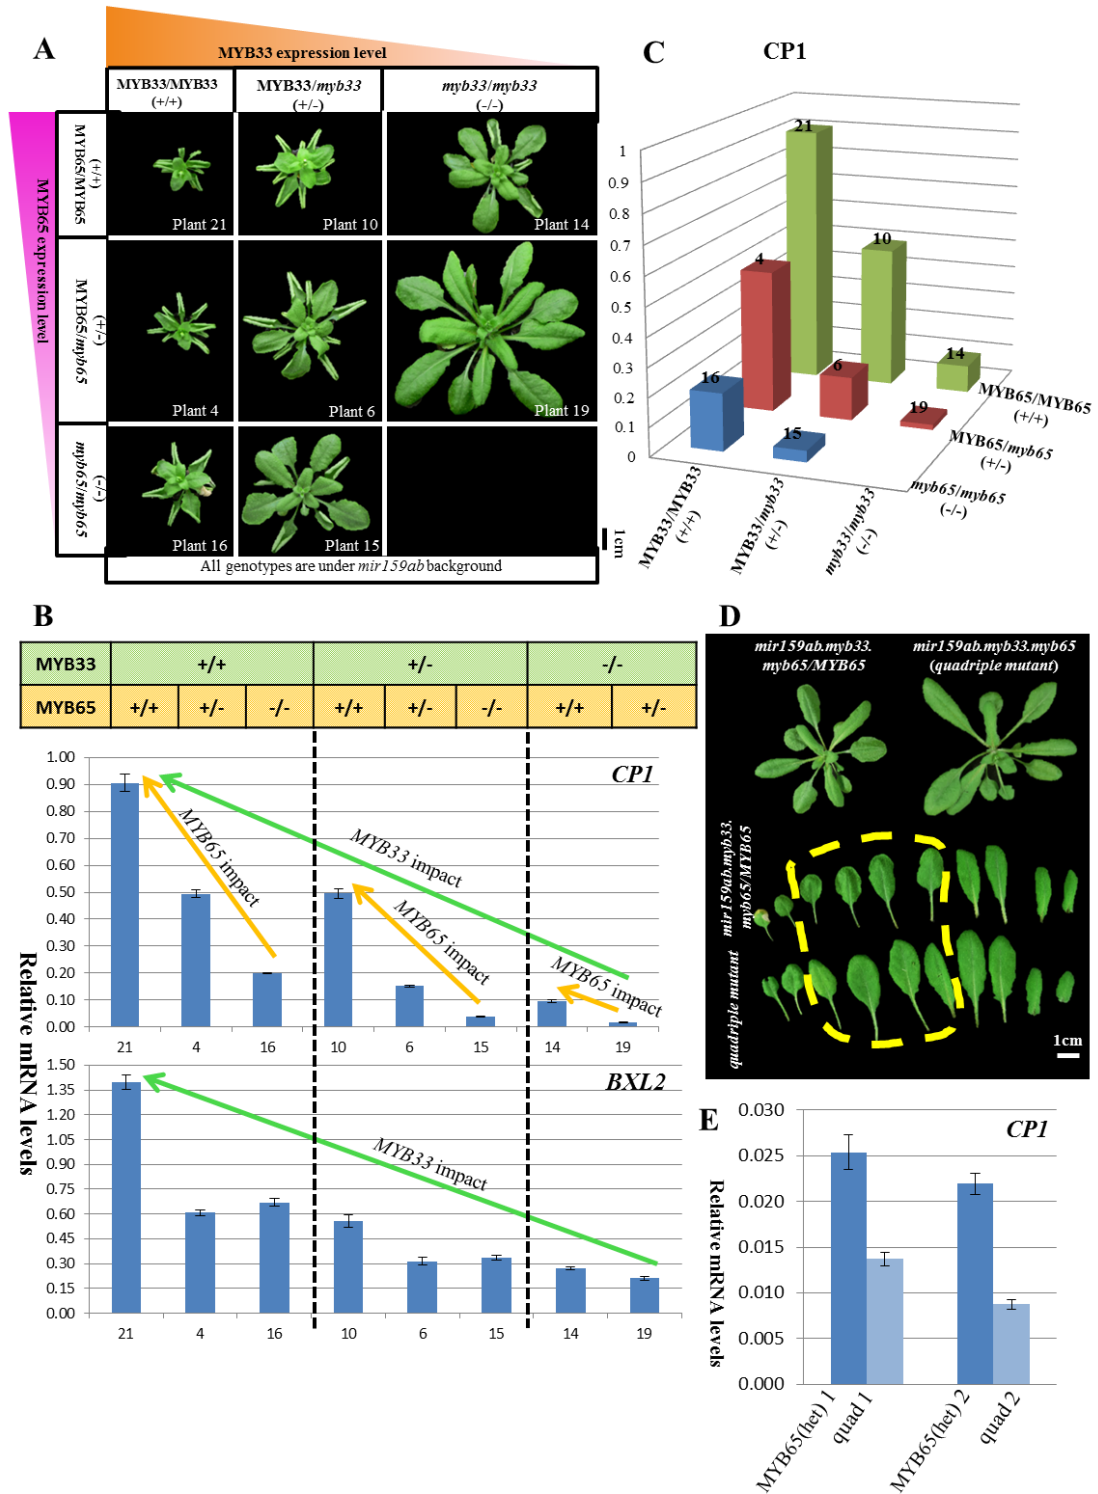 A
MYB33 expression level
MYB33/MYB33
(+/+)
MYB33/myb33
(+/-)
myb33/myb33
(-/-)
MYB65 expression level
(+/+)
MYB65/MYB65
(+/-)
MYB65/myb65
(-/-)
myb65/myb65
Plant 21
Plant 10
Plant 14
Plant 4
Plant 6
Plant 19
Plant 16
Plant 15
1cm
All genotypes are under mir159ab background
C
CP1
1
0.9
0.8
0.7
0.6
0.5
0.4
0.3
0.2
0.1
0
21
10
14
4
6
19
16
15
MYB33/MYB33
(+/+)
MYB33/myb33
(+/-)
myb33/myb33
(-/-)
MYB65/MYB65
(+/+)
MYB65/myb65
(+/-)
myb65/myb65
(-/-)
B
MYB33 +/+ +/- -/-
MYB65 +/+ +/- -/- +/+ +/- -/- +/+ +/-
Relative mRNA levels
CP1
1.00
0.90
0.80
0.70
0.60
0.50
0.40
0.30
0.20
0.10
0.00
MYB65 impact
MYB33 impact
MYB65 impact
MYB65 impact
21 4 16 10 6 15 14 19
BXL2
1.50
1.35
1.20
1.05
0.90
0.75
0.60
0.45
0.30
0.15
0.00
MYB33 impact
21 4 16 10 6 15 14 19
D
mir159ab.myb33.
myb65/MYB65
mir159ab.myb33.myb65
(quadriple mutant)
mir159ab.myb33.
myb65/MYB65
quadriple mutant
1cm
E
CP1
Relative mRNA levels
0.030
0.025
0.020
0.015
0.010
0.005
0.000
MYB65(het) 1
quad 1
MYB65(het) 2
quad 2